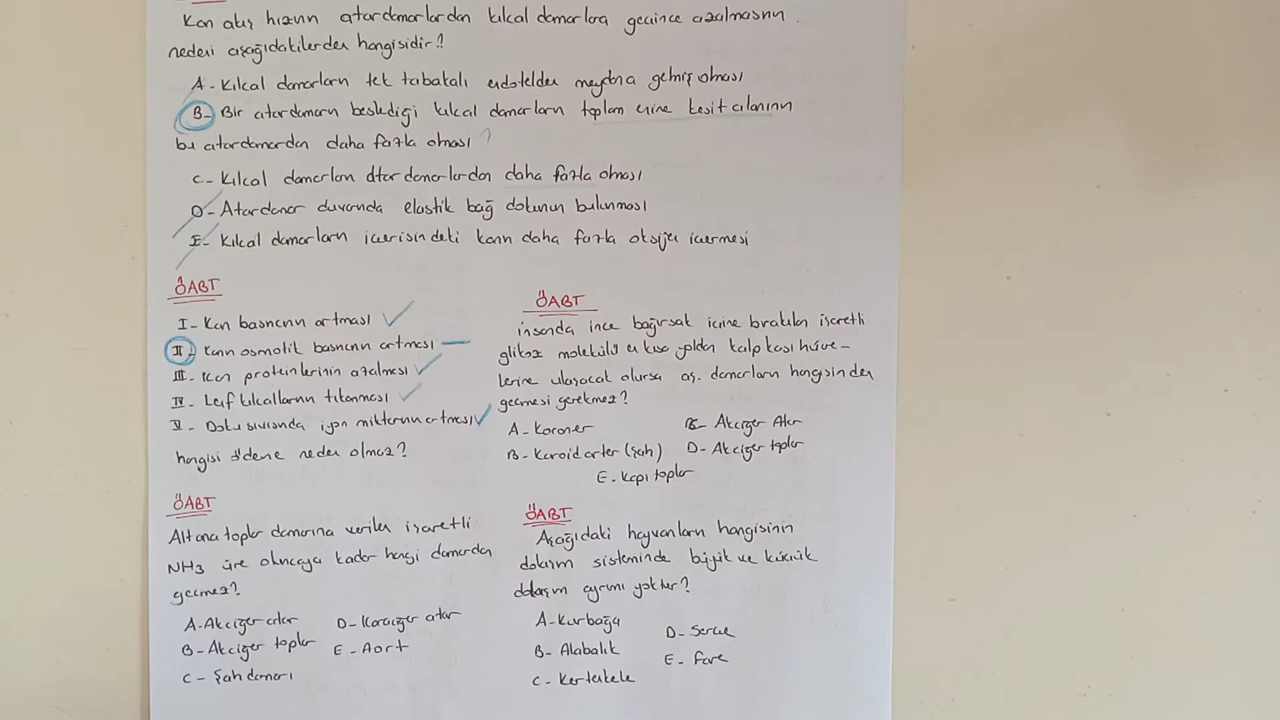 Kan akış hızının atardamarlardan kılcal damarlara geçince azalmasının
nedeni aşağıdakilerden hangisidir?
A- Kılcal damarların tek tabakalı endotelden meydana gelmiş olması
B- Bir atardamarın beslediği kılcal damarların toplam enine kesit alanının
bu atardamardan daha fazla olması ?
C- Kılcal damarların atardamarlardan daha fazla olması
D- Atardamar duvarında elastik bağ dokunun bulunması
E- Kılcal damarların içerisindeki kanın daha fazla oksijen içermesi
ÖABT
I- Kan basıncının artması
II- Kanın osmotik basıncının artması
III- Kan proteinlerinin azalması
IV- Lenf kılcallarının tıkanması
V- Doku sıvısında iyon miktarının artması
hangisi ödeme neden olmaz?
ÖABT
İnsanda ince bağırsak içine bırakılan işaretli
glikoz molekülü en kısa yoldan kalp kası hücre-
lerine ulaşacak olursa aş. damarların hangisinden
geçmesi gerekmez?
A- Koroner
C- Akciğer Atar
B- Karoid arter (şah)
D- Akciğer toplar
E- Kapı toplar
ÖABT
Alt ana toplar damarına verilen işaretli
NH3 üre oluncaya kadar hangi damardan
geçmez?
A- Akciğer atar
D- Karaciğer atar
B- Akciğer toplar
E- Aort
C- Şah damarı
ÖABT
Aşağıdaki hayvanların hangisinin
dolaşım sisteminde büyük ve küçük
dolaşım ayrımı yoktur?
A- Kurbağa
D- Serçe
B- Alabalık
E- Fare
C- Kertenkele